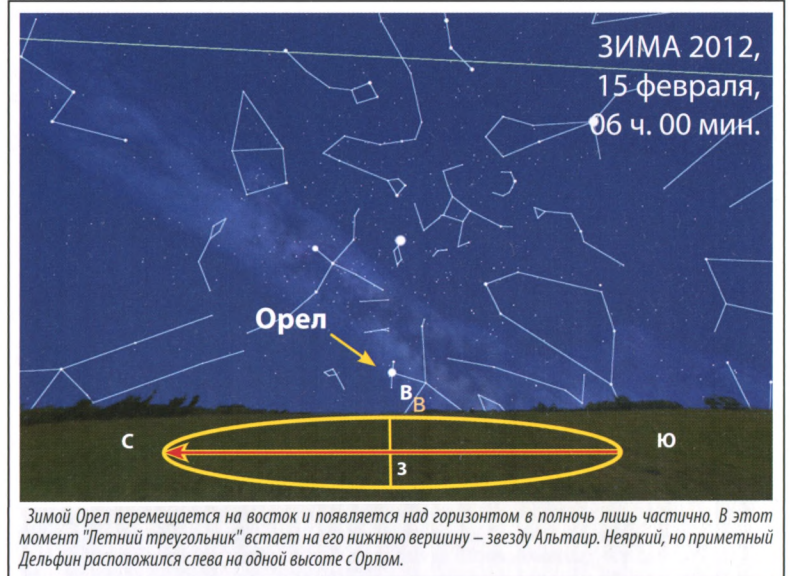 ЗИМА 2012,
15 февраля,
06 ч. 00 мин.
Орел
В
В
С
Ю
З
Зимой Орел перемещается на восток и появляется над горизонтом в полночь лишь частично. В этот
момент "Летний треугольник" встает на его нижнюю вершину – звезду Альтаир. Неяркий, но приметный
Дельфин расположился слева на одной высоте с Орлом.